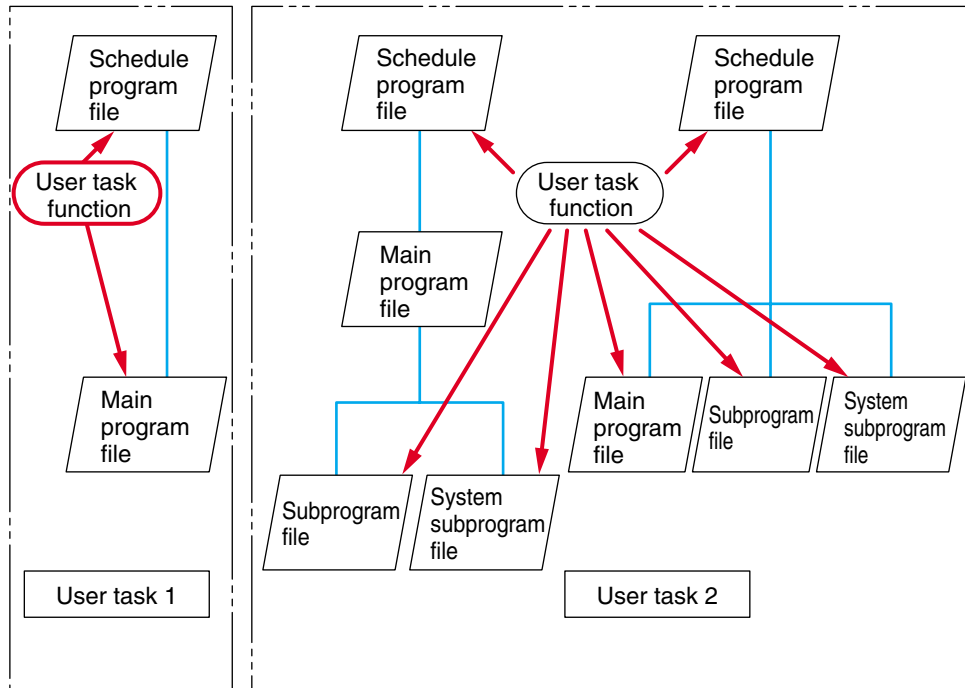 Schedule
program
file
User task
function
Main
program
file
User task 1
Schedule
program
file
Schedule
program
file
User task
function
Main
program
file
Main
program
file
Subprogram
file
System
subprogram
file
Subprogram
file
System
subprogram
file
User task 2